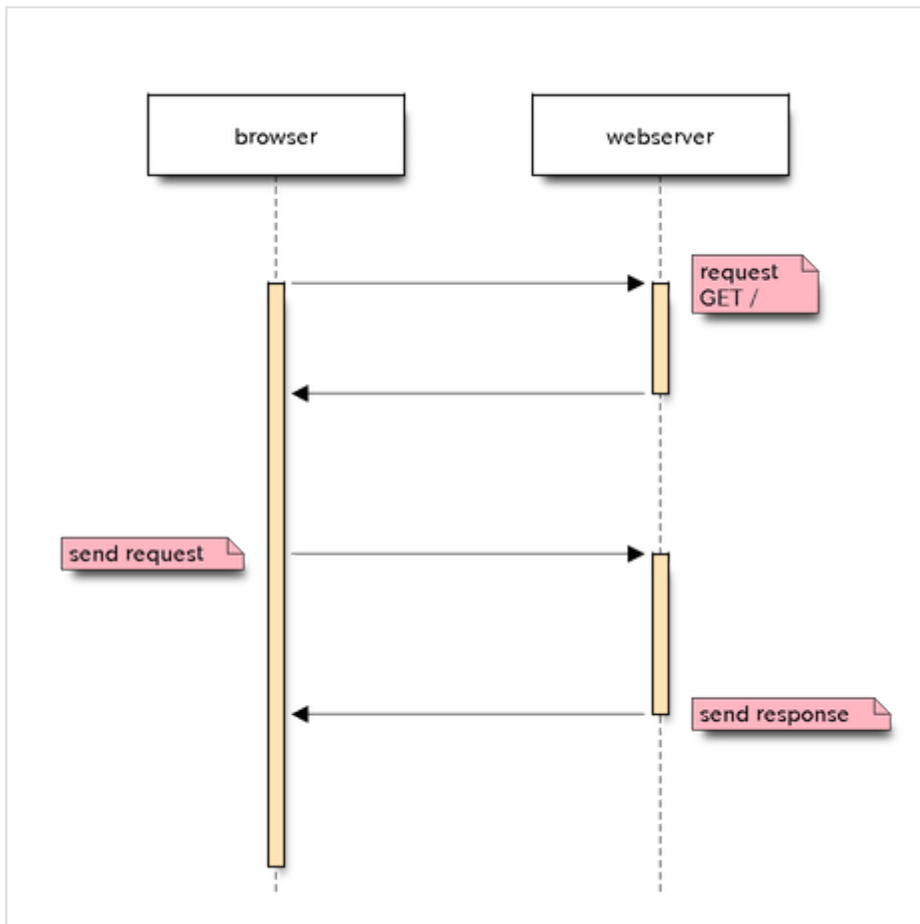 browser
webserver
request
GET /
send request
send response